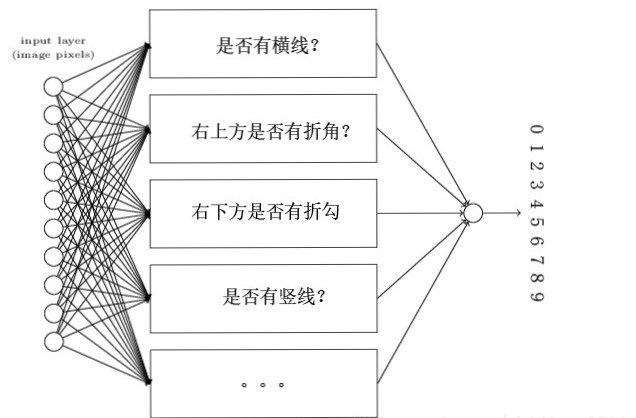 input layer
(image pixels)
是否有横线？
右上方是否有折角？
右下方是否有折勾
是否有竖线？
。。。
0 1 2 3 4 5 6 7 8 9